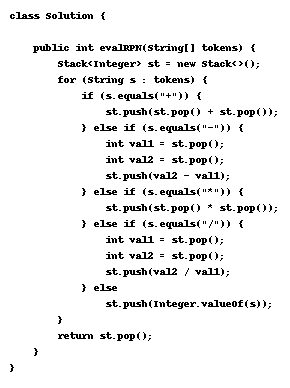 class Solution {
    public int evalRPN(String[] tokens) {
        Stack<Integer> st = new Stack<>();
        for (String s : tokens) {
            if (s.equals("+")) {
                st.push(st.pop() + st.pop());
            } else if (s.equals("-")) {
                int val1 = st.pop();
                int val2 = st.pop();
                st.push(val2 - val1);
            } else if (s.equals("*")) {
                st.push(st.pop() * st.pop());
            } else if (s.equals("/")) {
                int val1 = st.pop();
                int val2 = st.pop();
                st.push(val2 / val1);
            } else
                st.push(Integer.valueOf(s));
        }
        return st.pop();
    }
}